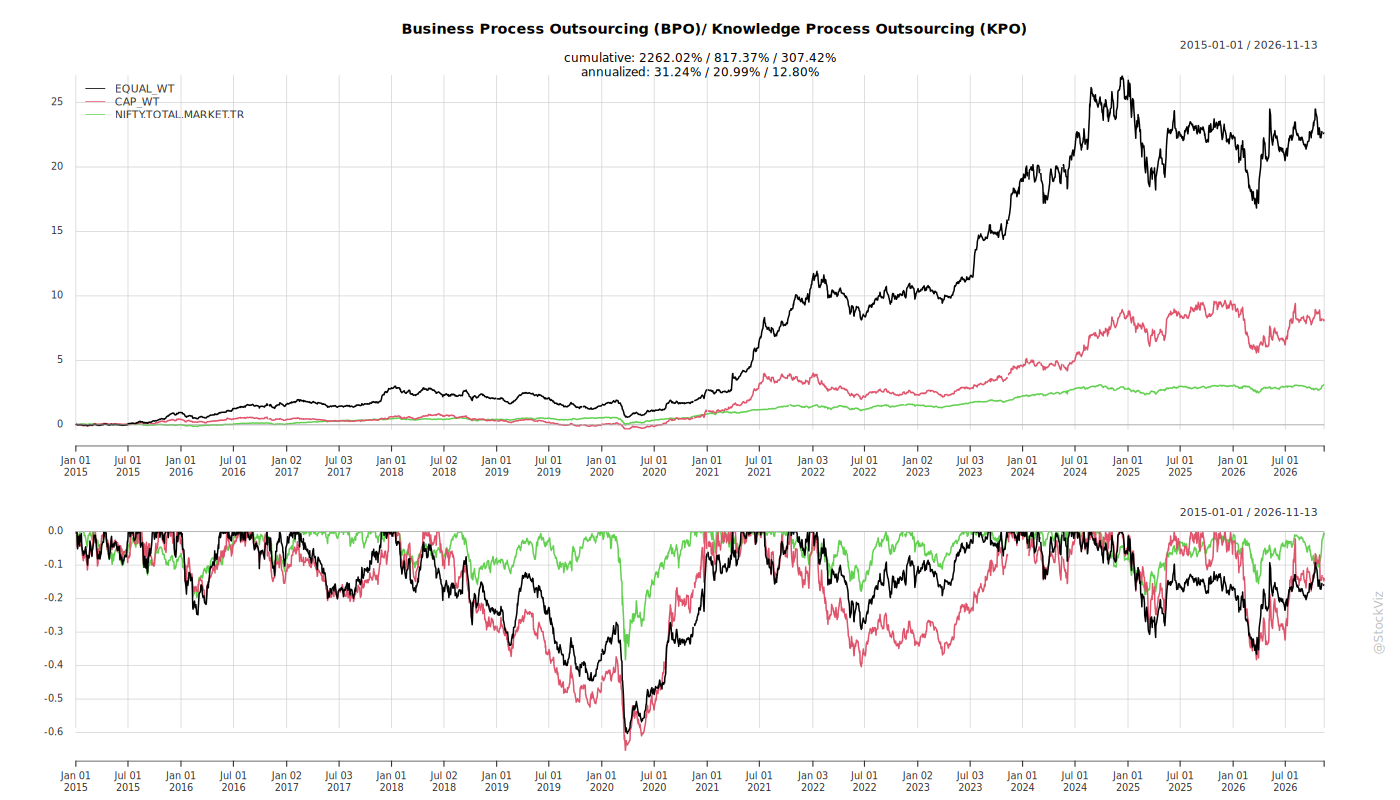 Business Process Outsourcing (BPO)/ Knowledge Process Outsourcing (KPO)
2015-01-01 / 2026-11-13
cumulative: 2262.02% / 817.37% / 307.42%
annualized: 31.24% / 20.99% / 12.80%
EQUAL_WT
CAP_WT
NIFTY.TOTAL.MARKET.TR
25
20
15
10
5
0
Jan 01 Jul 01 Jan 01 Jul 01 Jan 02 Jul 03 Jan 01 Jul 02 Jan 01 Jul 01 Jan 01 Jul 01 Jan 01 Jul 01 Jan 03 Jul 01 Jan 02 Jul 03 Jan 01 Jul 01 Jan 01 Jul 01 Jan 01 Jul 01
2015 2015 2016 2016 2017 2017 2018 2018 2019 2019 2020 2020 2021 2021 2022 2022 2023 2023 2024 2024 2025 2025 2026 2026
2015-01-01 / 2026-11-13
0.0
-0.1
-0.2
-0.3
-0.4
-0.5
-0.6
Jan 01 Jul 01 Jan 01 Jul 01 Jan 02 Jul 03 Jan 01 Jul 02 Jan 01 Jul 01 Jan 01 Jul 01 Jan 01 Jul 01 Jan 03 Jul 01 Jan 02 Jul 03 Jan 01 Jul 01 Jan 01 Jul 01 Jan 01 Jul 01
2015 2015 2016 2016 2017 2017 2018 2018 2019 2019 2020 2020 2021 2021 2022 2022 2023 2023 2024 2024 2025 2025 2026 2026
@StockViz